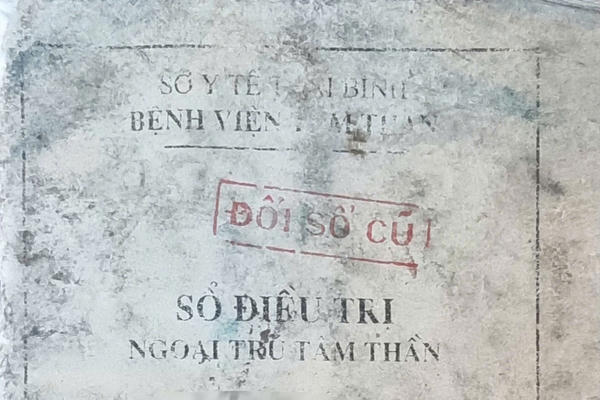 SỞ Y TẾ BÌNH
BỆNH VIỆN
ĐỔI SỔ CŨ
SỔ ĐIỀU TRỊ
NGOẠI TRÚ TÂM THẦN